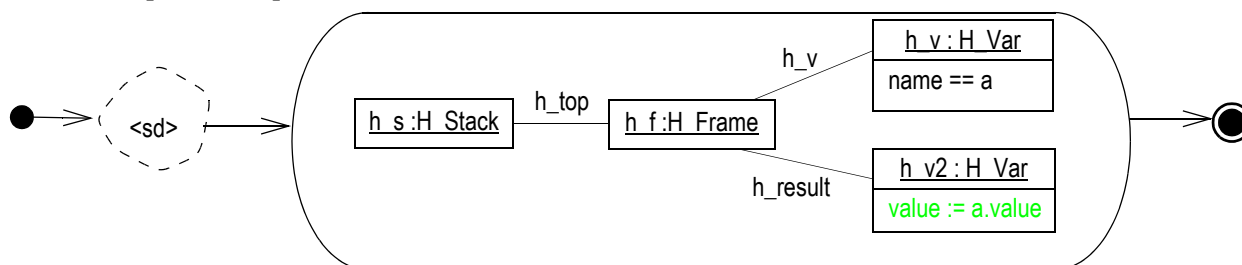 <sd>
h_s :H_Stack
h_top
h_f :H_Frame
h_v
h_v : H_Var
name == a
h_result
h_v2 : H_Var
value := a.value